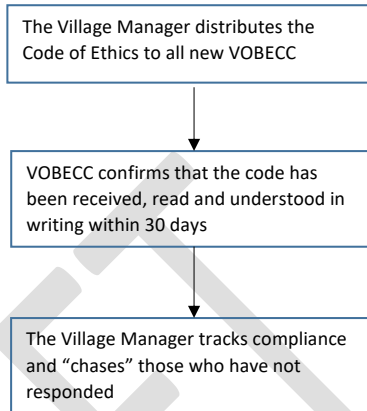 The Village Manager distributes the
Code of Ethics to all new VOBECC
VOBECC confirms that the code has
been received, read and understood in
writing within 30 days
The Village Manager tracks compliance
and “chases” those who have not
responded